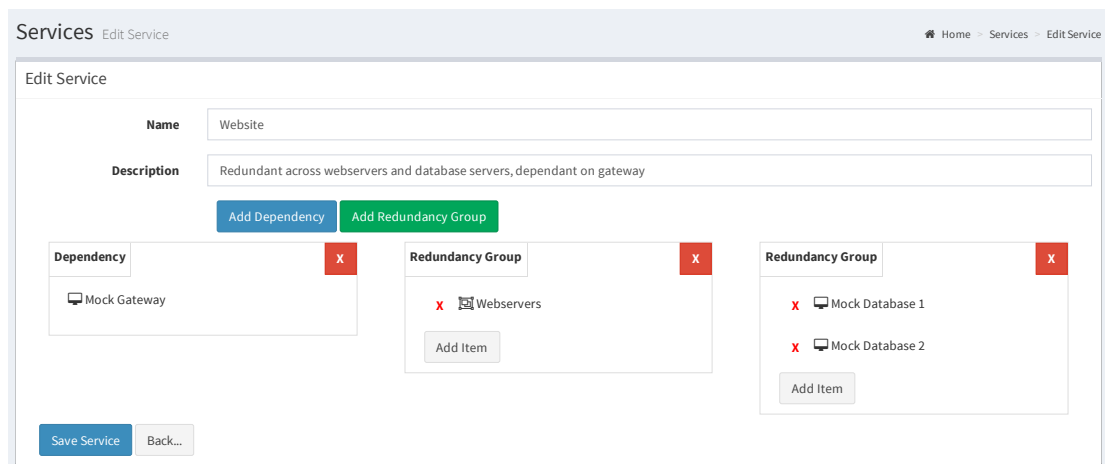 Services Edit Service
Home > Services > Edit Service
Edit Service
Name
Website
Description
Redundant across webservers and database servers, dependant on gateway
Add Dependency
Add Redundancy Group
Dependency
X
Mock Gateway
Redundancy Group
X
X Webservers
Add Item
Redundancy Group
X
X Mock Database 1
X Mock Database 2
Add Item
Save Service
Back...